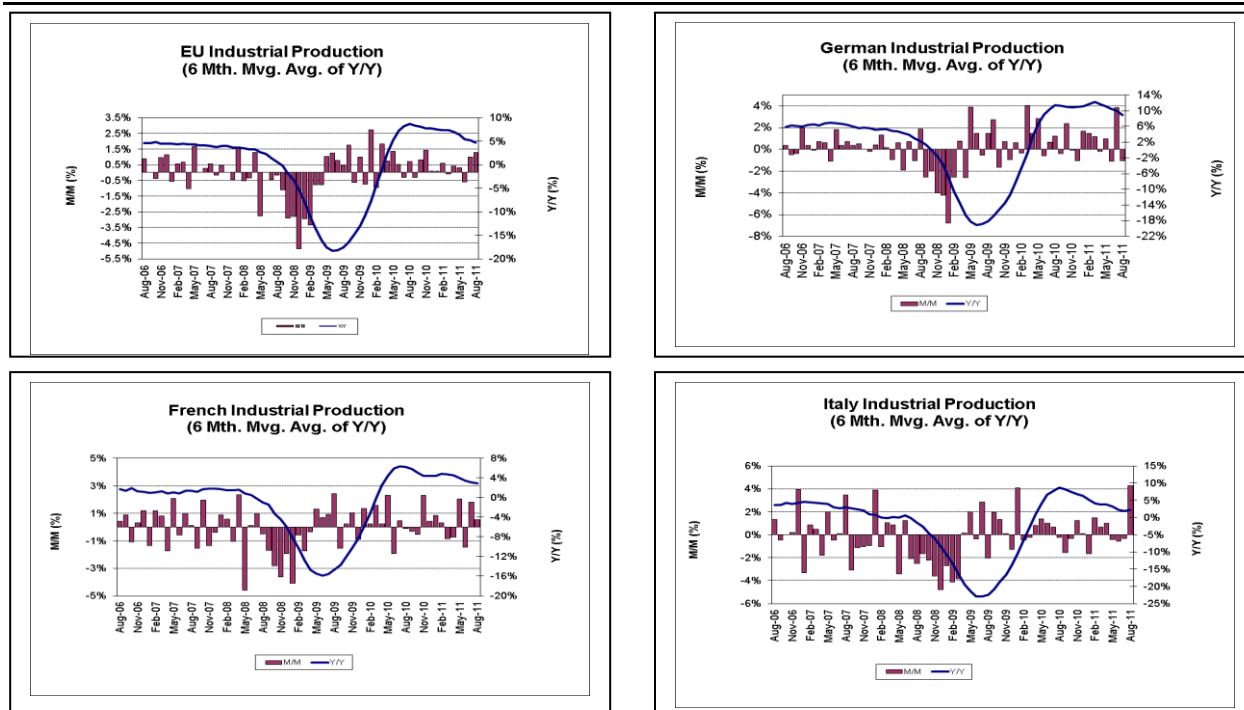 EU Industrial Production
(6 Mth. Mvg. Avg. of Y/Y)
3.5%
2.5%
1.5%
0.5%
-0.5%
-1.5%
-2.5%
-3.5%
-4.5%
-5.5%
M/M (%)
10%
5%
0%
-5%
-10%
-15%
-20%
Y/Y (%)
Aug-06
Nov-06
Feb-07
May-07
Aug-07
Nov-07
Feb-08
May-08
Aug-08
Nov-08
Feb-09
May-09
Aug-09
Nov-09
Feb-10
May-10
Aug-10
Nov-10
Feb-11
May-11
Aug-11
M/M
Y/Y
German Industrial Production
(6 Mth. Mvg. Avg. of Y/Y)
4%
2%
0%
-2%
-4%
-6%
-8%
M/M (%)
14%
10%
6%
2%
-2%
-6%
-10%
-14%
-18%
-22%
Y/Y (%)
Aug-06
Nov-06
Feb-07
May-07
Aug-07
Nov-07
Feb-08
May-08
Aug-08
Nov-08
Feb-09
May-09
Aug-09
Nov-09
Feb-10
May-10
Aug-10
Nov-10
Feb-11
May-11
Aug-11
M/M
Y/Y
French Industrial Production
(6 Mth. Mvg. Avg. of Y/Y)
5%
3%
1%
-1%
-3%
-5%
M/M (%)
8%
4%
0%
-4%
-8%
-12%
-16%
-20%
Y/Y (%)
Aug-06
Nov-06
Feb-07
May-07
Aug-07
Nov-07
Feb-08
May-08
Aug-08
Nov-08
Feb-09
May-09
Aug-09
Nov-09
Feb-10
May-10
Aug-10
Nov-10
Feb-11
May-11
Aug-11
M/M
Y/Y
Italy Industrial Production
(6 Mth. Mvg. Avg. of Y/Y)
6%
4%
2%
0%
-2%
-4%
-6%
M/M (%)
15%
10%
5%
0%
-5%
-10%
-15%
-20%
-25%
Y/Y (%)
Aug-06
Nov-06
Feb-07
May-07
Aug-07
Nov-07
Feb-08
May-08
Aug-08
Nov-08
Feb-09
May-09
Aug-09
Nov-09
Feb-10
May-10
Aug-10
Nov-10
Feb-11
May-11
Aug-11
M/M
Y/Y